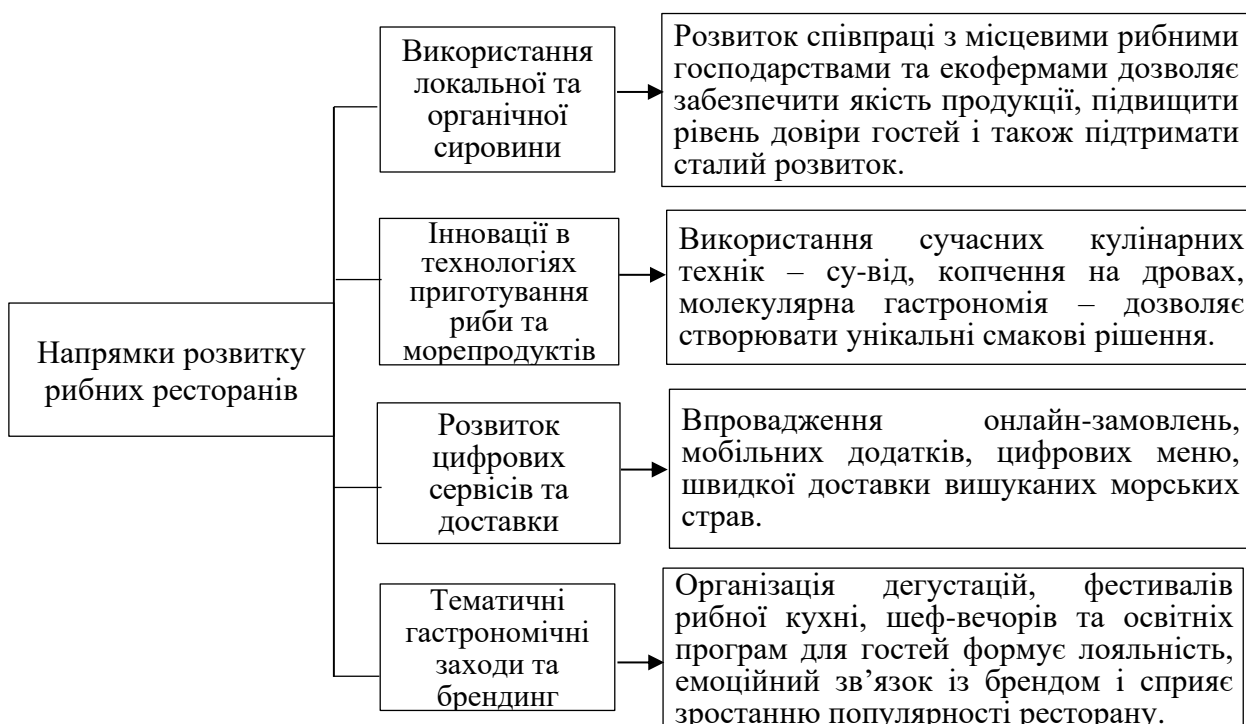 Напрямки розвитку
рибних ресторанів
Використання
локальної та
органічної
сировини
Розвиток співпраці з місцевими рибними
господарствами та екофермами дозволяє
забезпечити якість продукції, підвищити
рівень довіри гостей і також підтримати
сталий розвиток.
Інновації в
технологіях
приготування
риби та
морепродуктів
Використання сучасних кулінарних
технік – су-від, копчення на дровах,
молекулярна гастрономія – дозволяє
створювати унікальні смакові рішення.
Розвиток
цифрових
сервісів та
доставки
Впровадження онлайн-замовлень,
мобільних додатків, цифрових меню,
швидкої доставки вишуканих морських
страв.
Тематичні
гастрономічні
заходи та
брендинг
Організація дегустацій, фестивалів
рибної кухні, шеф-вечорів та освітніх
програм для гостей формує лояльність,
емоційний зв’язок із брендом і сприяє
зростанню популярності ресторану.